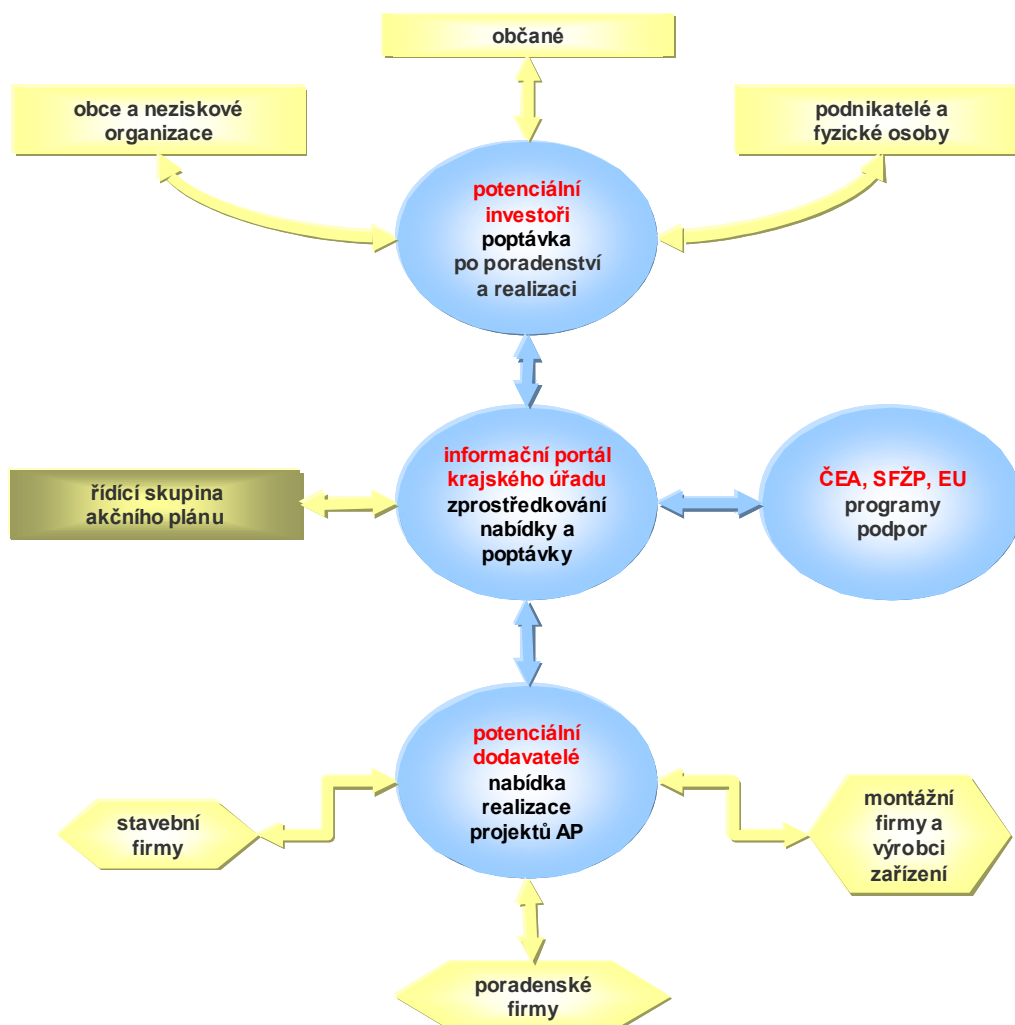 občané
obce a neziskové
organizace
podnikatelé a
fyzické osoby
potenciální
investoři
poptávka
po poradenství
a realizaci
řídící skupina
akčního plánu
informační portál
krajského úřadu
zprostředkování
nabídky a
poptávky
ČEA, SFŽP, EU
programy
podpor
potenciální
dodavatelé
nabídka
realizace
projektů AP
stavební
firmy
montážní
firmy a
výrobci
zařízení
poradenské
firmy